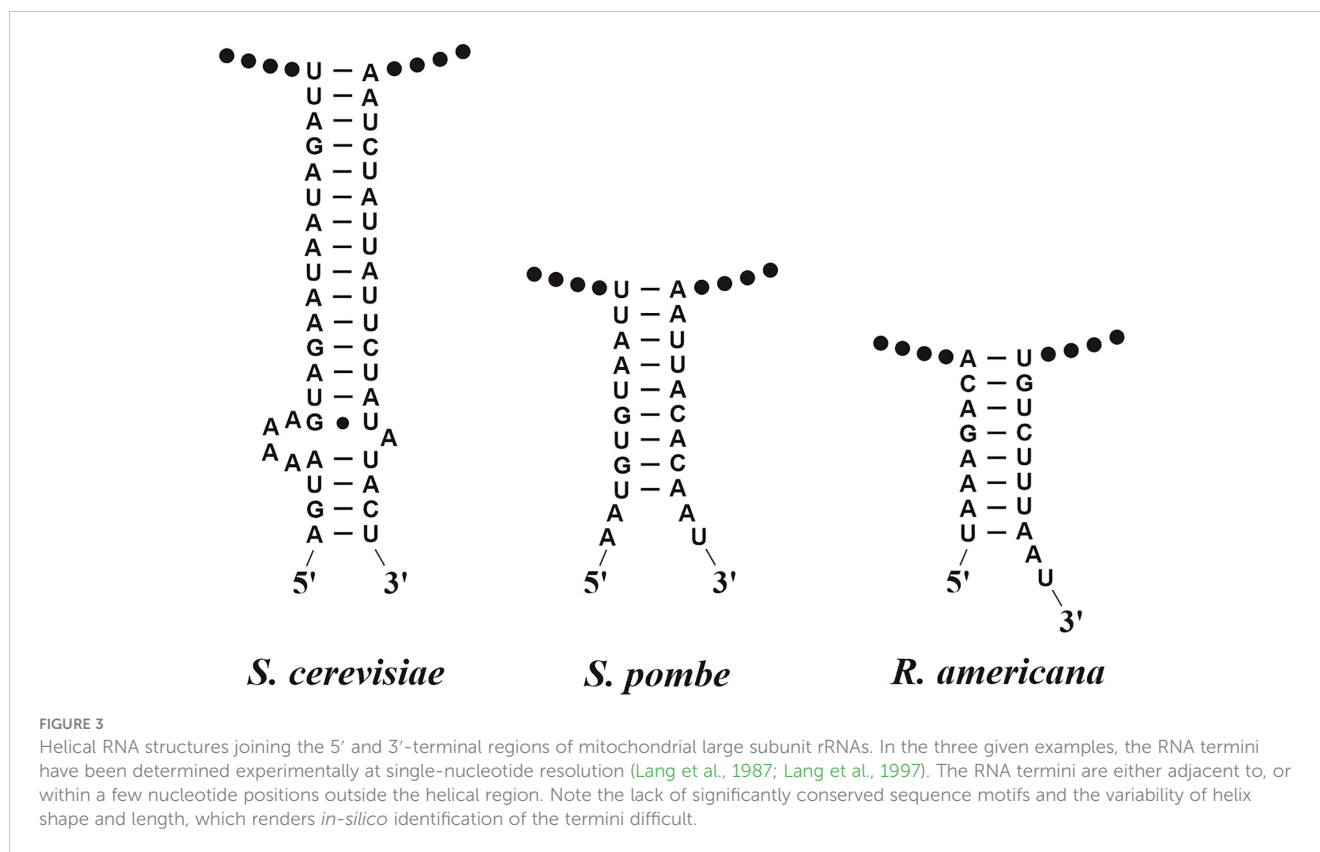 U – A
U – A
A – U
G – C
A – U
U – A
A – U
A – U
U – A
A – U
A – U
G – C
A – U
U – A
A A G • U
A
A A A – U
U – A
G – C
A – U
5' 3'
S. cerevisiae
U – A
U – A
A – U
A – U
U – A
G – C
U – A
G – C
U – A
A A
A U
5' 3'
S. pombe
A – U
C – G
A – U
G – C
A – U
A – U
A – U
U – A
A
U
5' 3'
R. americana
FIGURE 3
Helical RNA structures joining the 5′ and 3′-terminal regions of mitochondrial large subunit rRNAs. In the three given examples, the RNA termini
have been determined experimentally at single-nucleotide resolution (Lang et al., 1987; Lang et al., 1997). The RNA termini are either adjacent to, or
within a few nucleotide positions outside the helical region. Note the lack of significantly conserved sequence motifs and the variability of helix
shape and length, which renders in-silico identification of the termini difficult.